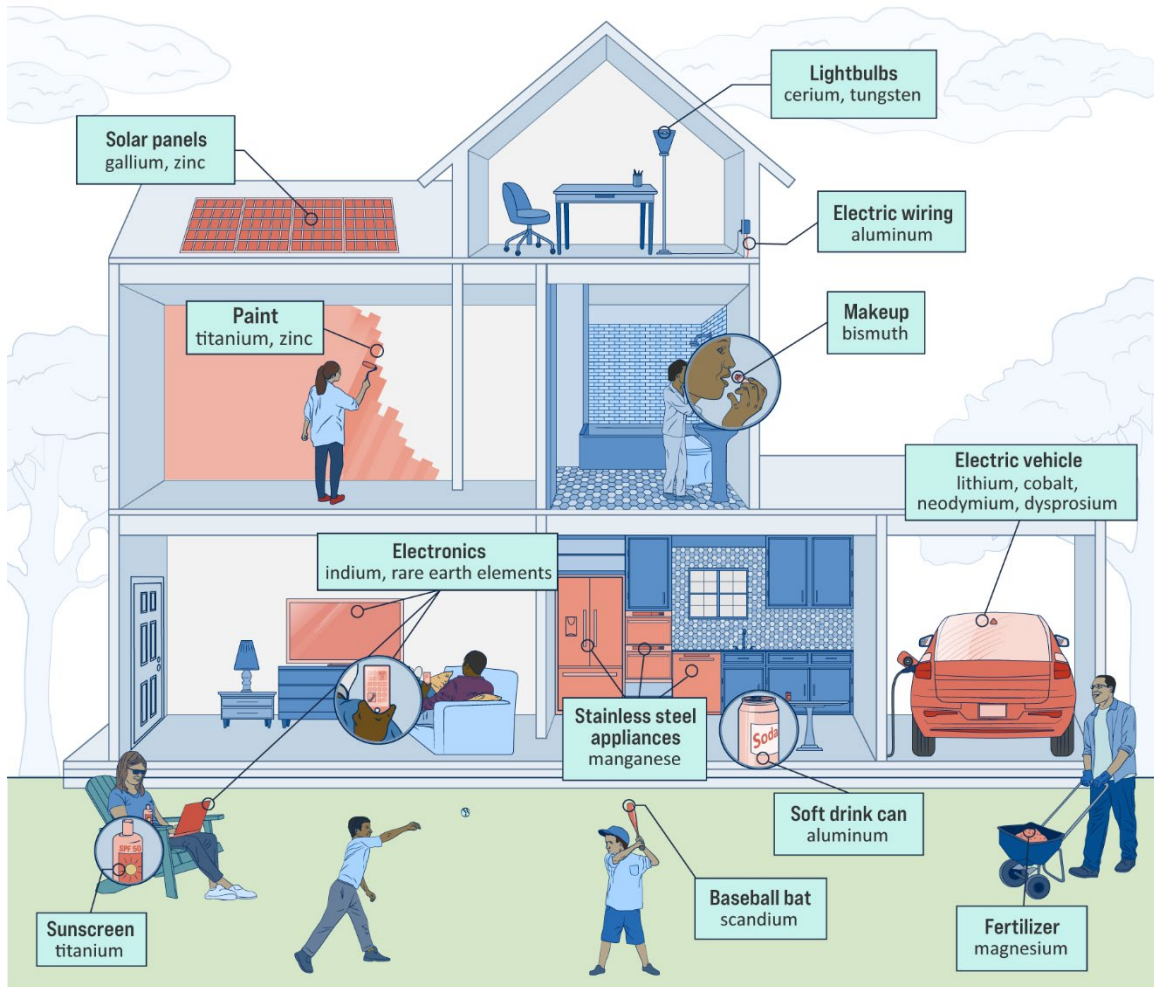 Lightbulbs
cerium, tungsten
Solar panels
gallium, zinc
Electric wiring
aluminum
Paint
titanium, zinc
Makeup
bismuth
Electric vehicle
lithium, cobalt,
neodymium, dysprosium
Electronics
indium, rare earth elements
Stainless steel
appliances
manganese
Soda
Soft drink can
aluminum
SPF 50
Sunscreen
titanium
Baseball bat
scandium
Fertilizer
magnesium